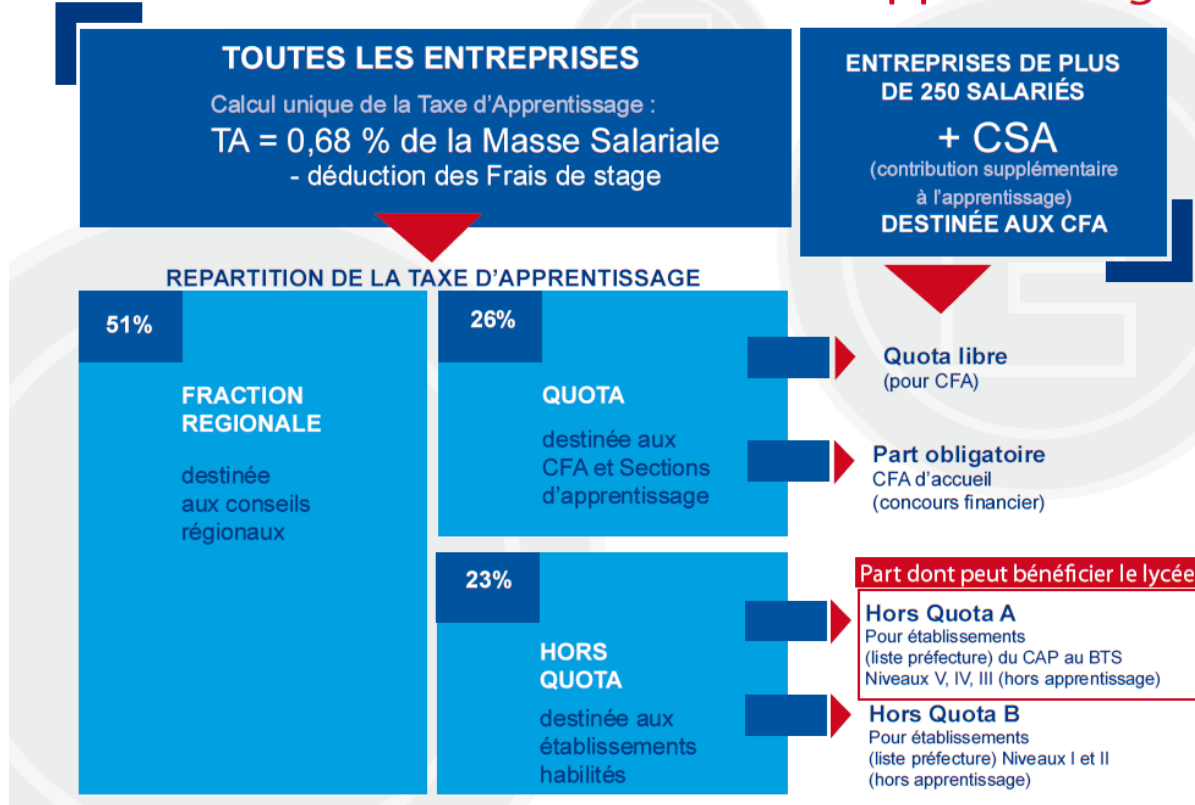 TOUTES LES ENTREPRISES
Calcul unique de la Taxe d'Apprentissage :
TA = 0,68 % de la Masse Salariale
- déduction des Frais de stage
ENTREPRISES DE PLUS
DE 250 SALARIÉS
+ CSA
(contribution supplémentaire
à l'apprentissage)
DESTINÉE AUX CFA
REPARTITION DE LA TAXE D'APPRENTISSAGE
51%
FRACTION
REGIONALE
destinée
aux conseils
régionaux
26%
QUOTA
destinée aux
CFA et Sections
d'apprentissage
Quota libre
(pour CFA)
Part obligatoire
CFA d'accueil
(concours financier)
23%
HORS
QUOTA
destinée aux
établissements
habilités
Part dont peut bénéficier le lycée
Hors Quota A
Pour établissements
(liste préfecture) du CAP au BTS
Niveaux V, IV, III (hors apprentissage)
Hors Quota B
Pour établissements
(liste préfecture) Niveaux I et II
(hors apprentissage)